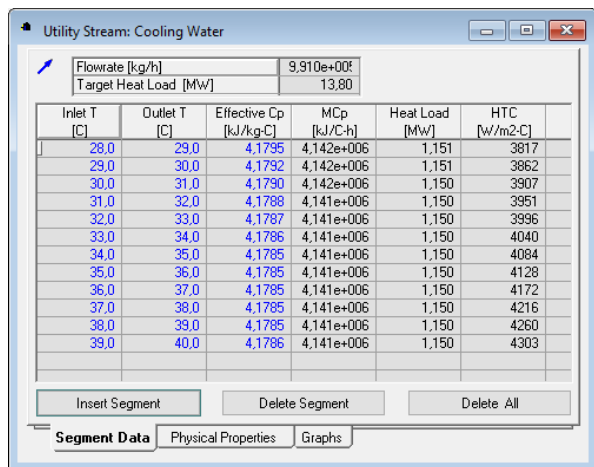 Utility Stream: Cooling Water
Flowrate [kg/h] 9,910e+005
Target Heat Load [MW] 13,80
Inlet T Outlet T Effective Cp MCp Heat Load HTC
[C] [C] [kJ/kg-C] [kJ/C-h] [MW] [W/m2-C]
28,0 29,0 4,1795 4,142e+006 1,151 3817
29,0 30,0 4,1792 4,142e+006 1,151 3862
30,0 31,0 4,1790 4,142e+006 1,150 3907
31,0 32,0 4,1788 4,141e+006 1,150 3951
32,0 33,0 4,1787 4,141e+006 1,150 3996
33,0 34,0 4,1786 4,141e+006 1,150 4040
34,0 35,0 4,1785 4,141e+006 1,150 4084
35,0 36,0 4,1785 4,141e+006 1,150 4128
36,0 37,0 4,1785 4,141e+006 1,150 4172
37,0 38,0 4,1785 4,141e+006 1,150 4216
38,0 39,0 4,1785 4,141e+006 1,150 4260
39,0 40,0 4,1786 4,141e+006 1,150 4303
Insert Segment Delete Segment Delete All
Segment Data Physical Properties Graphs